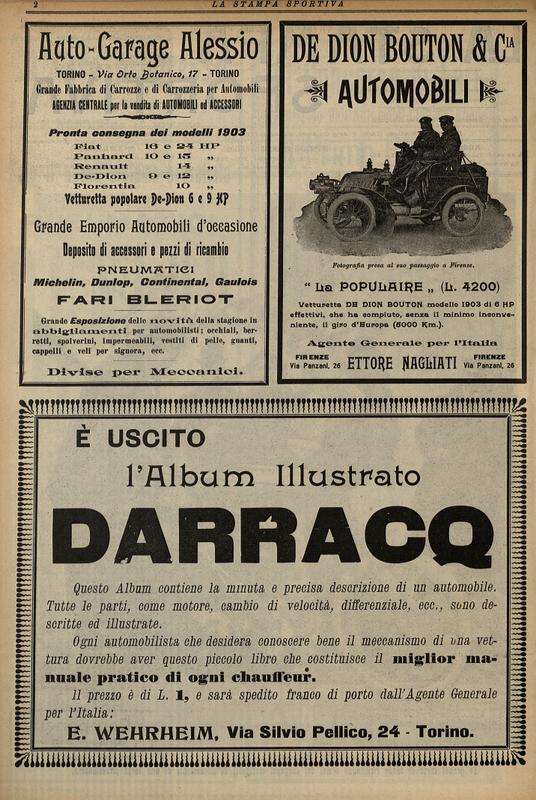 2
LA STAMPA SPORTIVA
Auto-Garage Alessio
TORINO - Via Orto Botanico, 17 - TORINO
Grande Fabbrica di Carrozze e di Carrozzeria per Automobili
AGENZIA CENTRALE per la vendita di AUTOMOBILI ed ACCESSORI
Pronta consegna dei modelli 1903
Fiat 16 e 24 HP
Panhard 10 e 15 „
Renault 14 „
De-Dion 9 e 12 „
Florentia 10 „
Vetturetta popolare De-Dion 6 e 9 HP
Grande Emporio Automobili d'occasione
Deposito di accessori e pezzi di ricambio
PNEUMATICI
Michelin, Dunlop, Continental, Gaulois
FARI BLERIOT
Grande Esposizione delle novità della stagione in
abbigliamenti per automobilisti; occhiali, ber-
retti, spolverini, impermeabili, vestiti di pelle, guanti,
cappelli e veli per signora, ecc.
Divise per Meccanici.
DE DION BOUTON & CIA
AUTOMOBILI
Fotografia presa al suo passaggio a Firenze.
“ La POPULAIRE „ (L. 4200)
Vetturetta DE DION BOUTON modello 1903 di 6 HP
effettivi, che ha compiuto, senza il minimo inconve-
niente, il giro d'Europa (5000 Km.).
Agente Generale per l'Italia
FIRENZE
Via Panzani, 26
ETTORE NAGLIATI
FIRENZE
Via Panzani, 26
È USCITO
l'Album Illustrato
DARRACQ
Questo Album contiene la minuta e precisa descrizione di un automobile.
Tutte le parti, come motore, cambio di velocità, differenziale, ecc., sono de-
scritte ed illustrate.
Ogni automobilista che desidera conoscere bene il meccanismo di una vet-
tura dovrebbe aver questo piccolo libro che costituisce il miglior ma-
nuale pratico di ogni chauffeur.
Il prezzo è di L. 1, e sarà spedito franco di porto dall'Agente Generale
per l'Italia:
E. WEHRHEIM, Via Silvio Pellico, 24 - Torino.